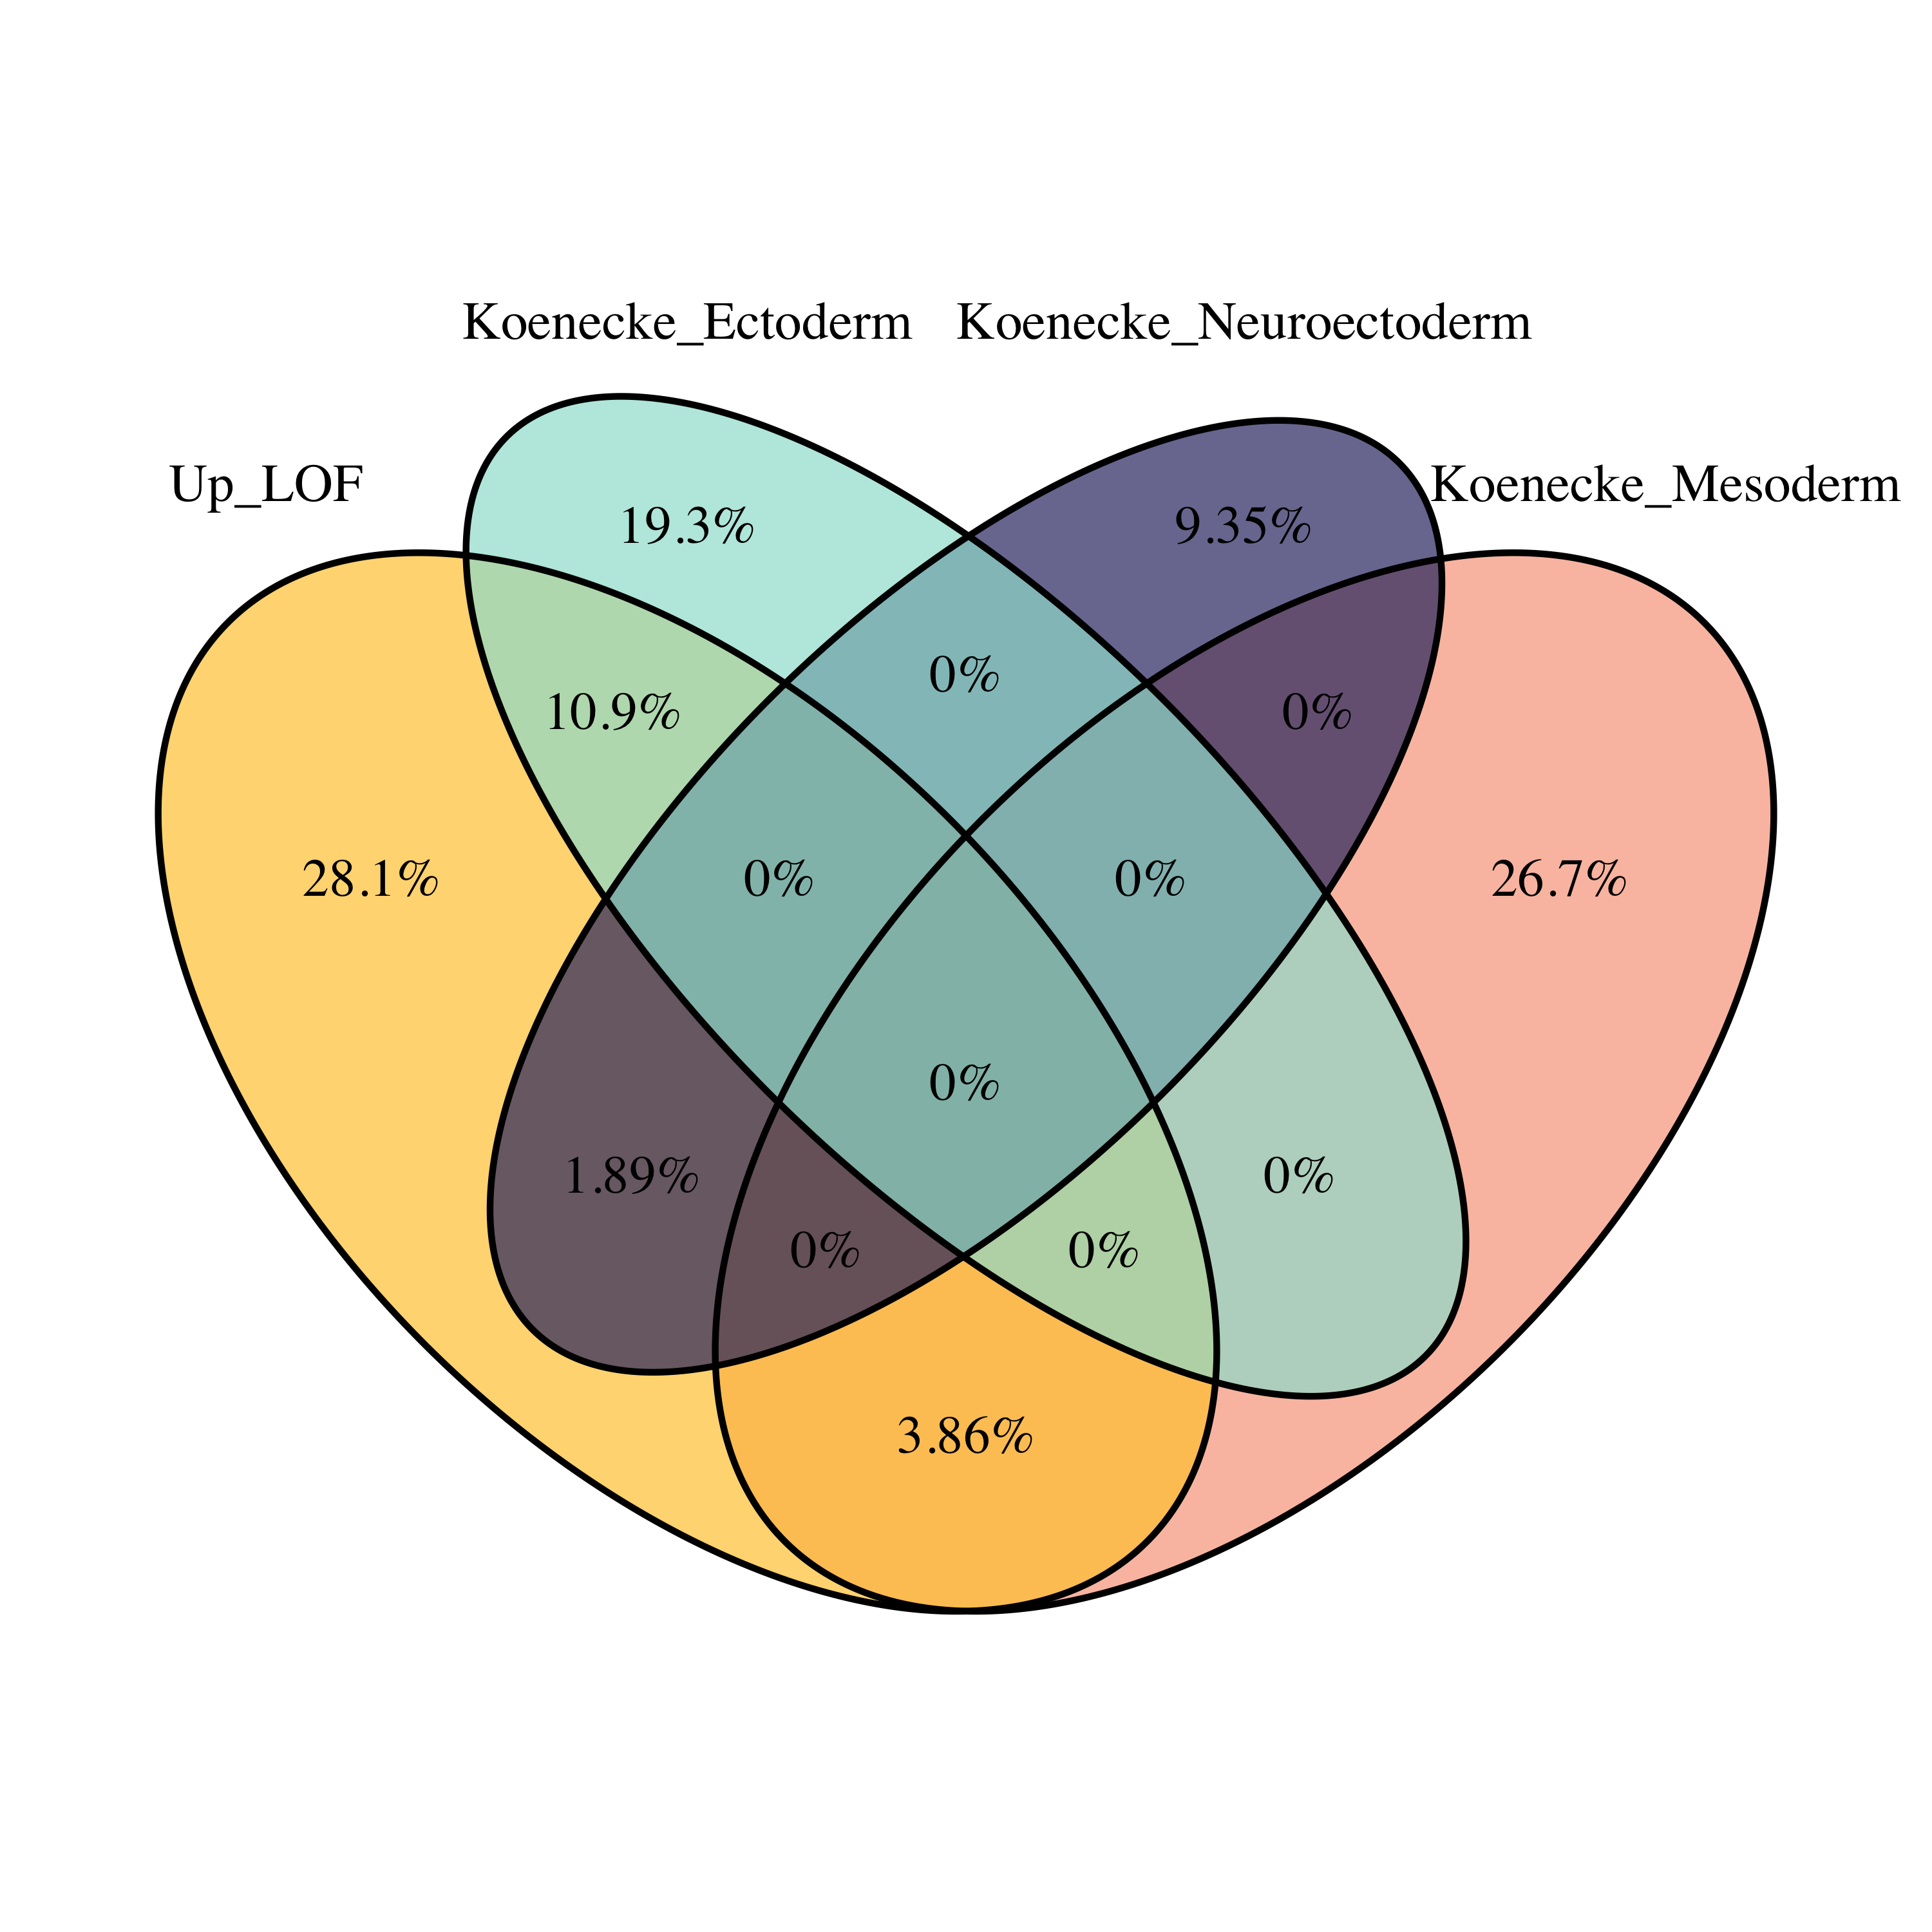 Koenecke_Ectoderm Koenecke_Neuroectoderm
Up_LOF Koenecke_Mesoderm
19.3% 9.35%
0%
10.9% 0%
28.1% 0% 0% 26.7%
0%
1.89% 0%
0% 0%
3.86%